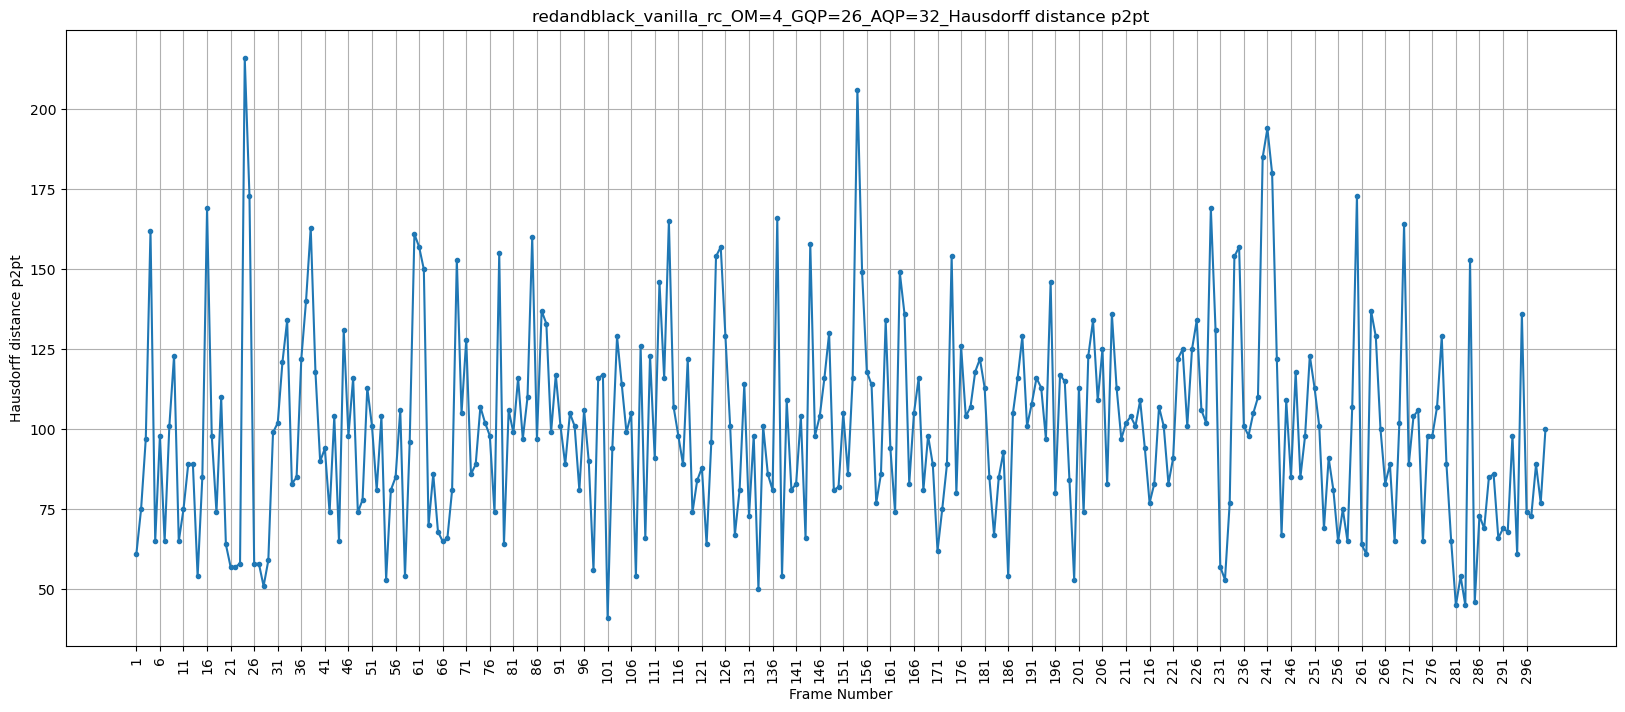 redandblack_vanilla_rc_OM=4_GQP=26_AQP=32_Hausdorff distance p2pt
Hausdorff distance p2pt
200
175
150
125
100
75
50
1 6 11 16 21 26 31 36 41 46 51 56 61 66 71 76 81 86 91 96 101 106 111 116 121 126 131 136 141 146 151 156 161 166 171 176 181 186 191 196 201 206 211 216 221 226 231 236 241 246 251 256 261 266 271 276 281 286 291 296
Frame Number